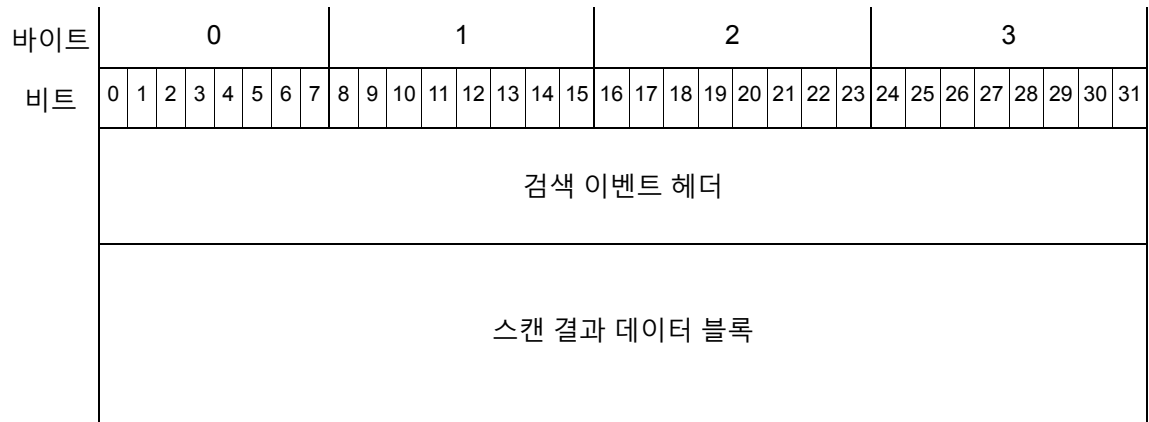 바이트 0 1 2 3
비트 0 1 2 3 4 5 6 7 8 9 10 11 12 13 14 15 16 17 18 19 20 21 22 23 24 25 26 27 28 29 30 31
검색 이벤트 헤더
스캔 결과 데이터 블록